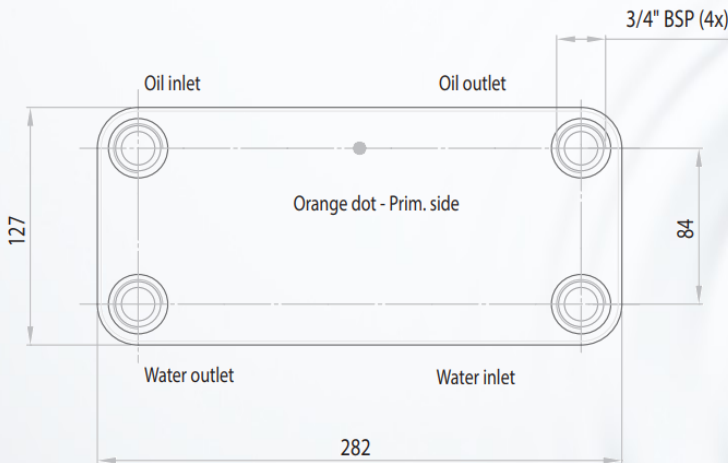 3/4" BSP (4x)
Oil inlet
Oil outlet
Orange dot - Prim. side
127
84
Water outlet
Water inlet
282